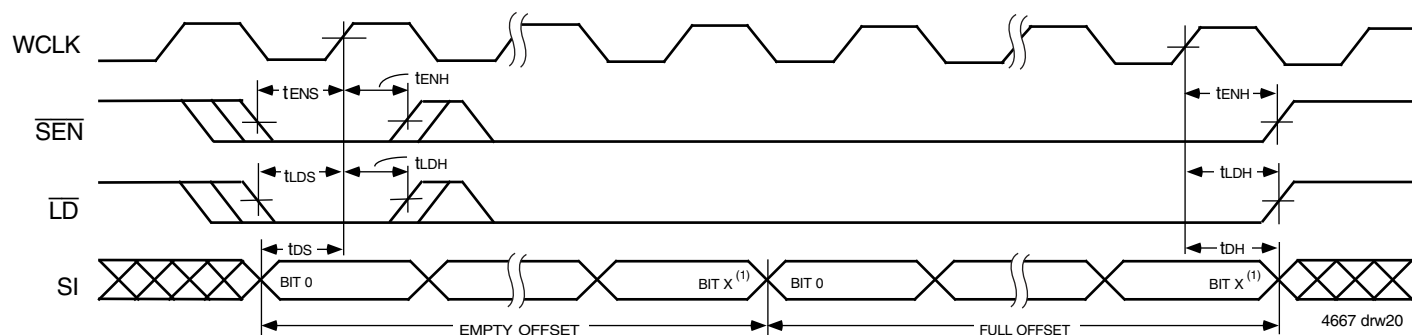 WCLK
tENS
tENH
tENH
SEN
tLDS
tLDH
tLDH
LD
tDS
tDH
SI
BIT 0
BIT X (1)
BIT 0
BIT X (1)
EMPTY OFFSET
FULL OFFSET
4667 drw20